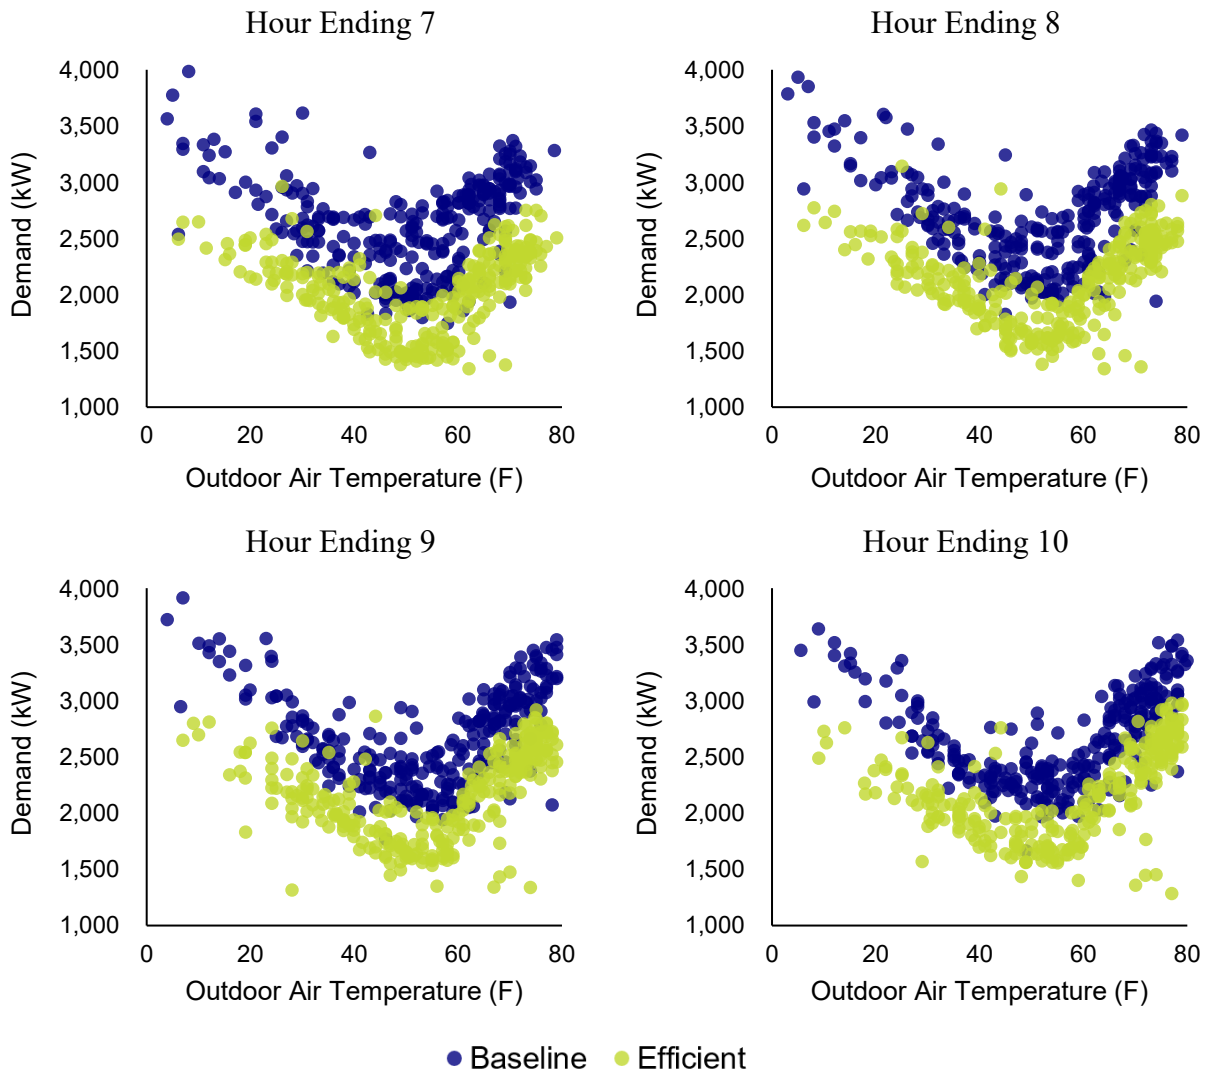 Hour Ending 7
Hour Ending 8
4,000
3,500
3,000
2,500
2,000
1,500
1,000
Demand (kW)
0 20 40 60 80
Outdoor Air Temperature (F)
4,000
3,500
3,000
2,500
2,000
1,500
1,000
Demand (kW)
0 20 40 60 80
Outdoor Air Temperature (F)
Hour Ending 9
Hour Ending 10
4,000
3,500
3,000
2,500
2,000
1,500
1,000
Demand (kW)
0 20 40 60 80
Outdoor Air Temperature (F)
4,000
3,500
3,000
2,500
2,000
1,500
1,000
Demand (kW)
0 20 40 60 80
Outdoor Air Temperature (F)
Baseline Efficient